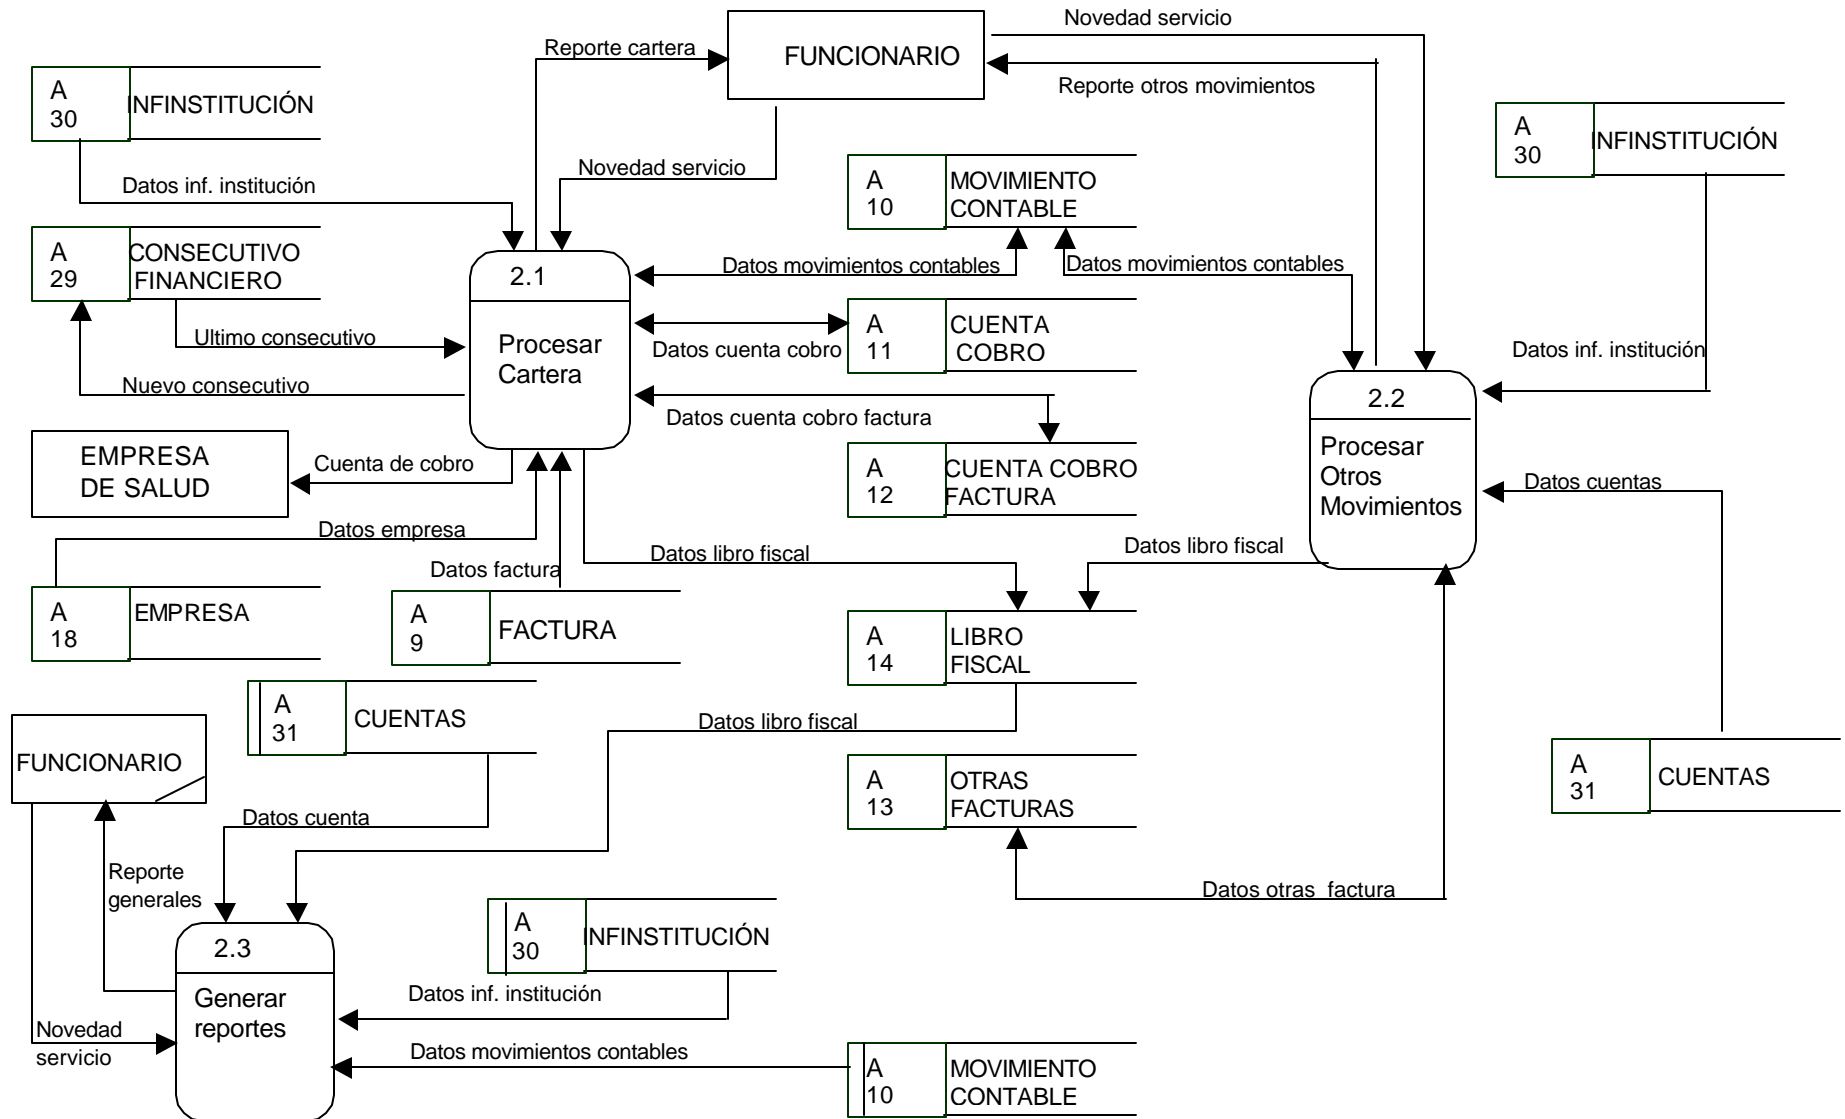 Novedad servicio
Reporte cartera
FUNCIONARIO
Reporte otros movimientos
A
30
INFINSTITUCIÓN
A
30
INFINSTITUCIÓN
Novedad servicio
Datos inf. institución
A
10
MOVIMIENTO
CONTABLE
A
29
CONSECUTIVO
FINANCIERO
2.1
Procesar
Cartera
Datos movimientos contables
Datos movimientos contables
Ultimo consecutivo
A
11
CUENTA
COBRO
Datos cuenta cobro
Datos inf. institución
Nuevo consecutivo
Datos cuenta cobro factura
2.2
Procesar
Otros
Movimientos
EMPRESA
DE SALUD
Cuenta de cobro
A
12
CUENTA COBRO
FACTURA
Datos cuentas
Datos empresa
Datos libro fiscal
Datos libro fiscal
Datos factura
A
18
EMPRESA
A
9
FACTURA
A
14
LIBRO
FISCAL
A
31
CUENTAS
Datos libro fiscal
FUNCIONARIO
A
13
OTRAS
FACTURAS
A
31
CUENTAS
Datos cuenta
Reporte
generales
Datos otras  factura
2.3
Generar
reportes
A
30
INFINSTITUCIÓN
Datos inf. institución
Novedad
servicio
Datos movimientos contables
A
10
MOVIMIENTO
CONTABLE